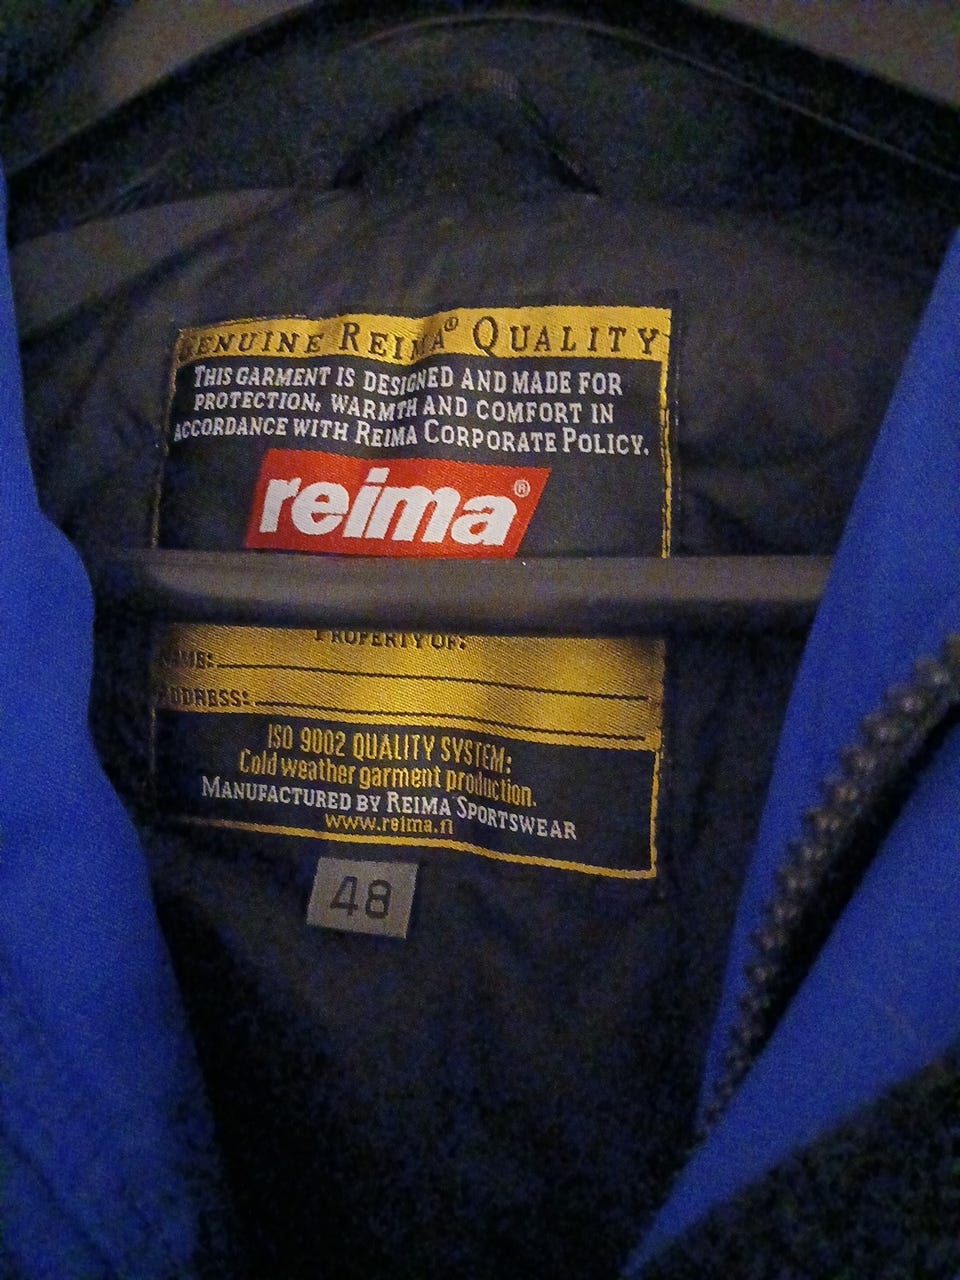 GENUINE REIMA® QUALITY
THIS GARMENT IS DESIGNED AND MADE FOR
PROTECTION, WARMTH AND COMFORT IN
ACCORDANCE WITH REIMA CORPORATE POLICY.
reima®
PROPERTY OF:
NAME:
ADDRESS:
ISO 9002 QUALITY SYSTEM:
Cold weather garment production.
MANUFACTURED BY REIMA SPORTSWEAR
www.reima.fi
48